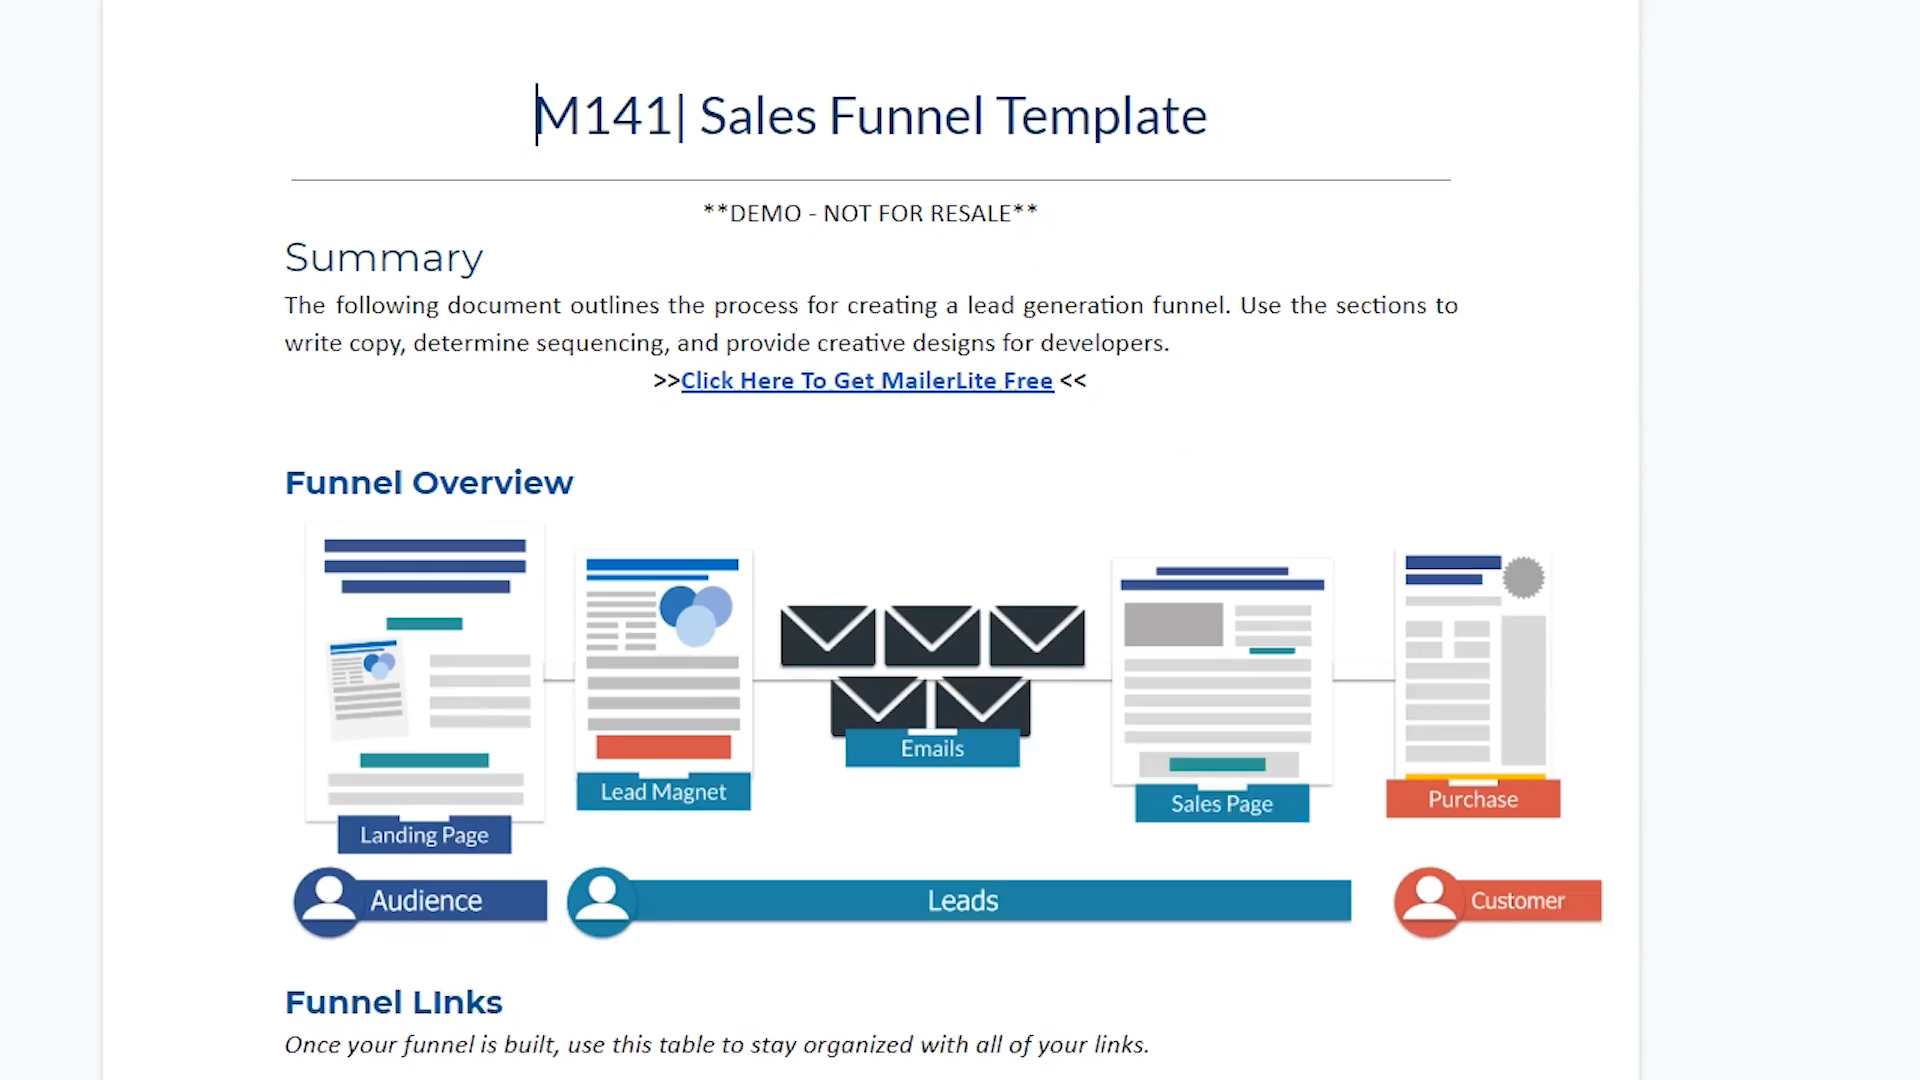 M141| Sales Funnel Template
**DEMO - NOT FOR RESALE**
Summary
The following document outlines the process for creating a lead generation funnel. Use the sections to
write copy, determine sequencing, and provide creative designs for developers.
>>Click Here To Get MailerLite Free <<
Funnel Overview
Landing Page
Lead Magnet
Emails
Sales Page
Purchase
Audience
Leads
Customer
Funnel LInks
Once your funnel is built, use this table to stay organized with all of your links.